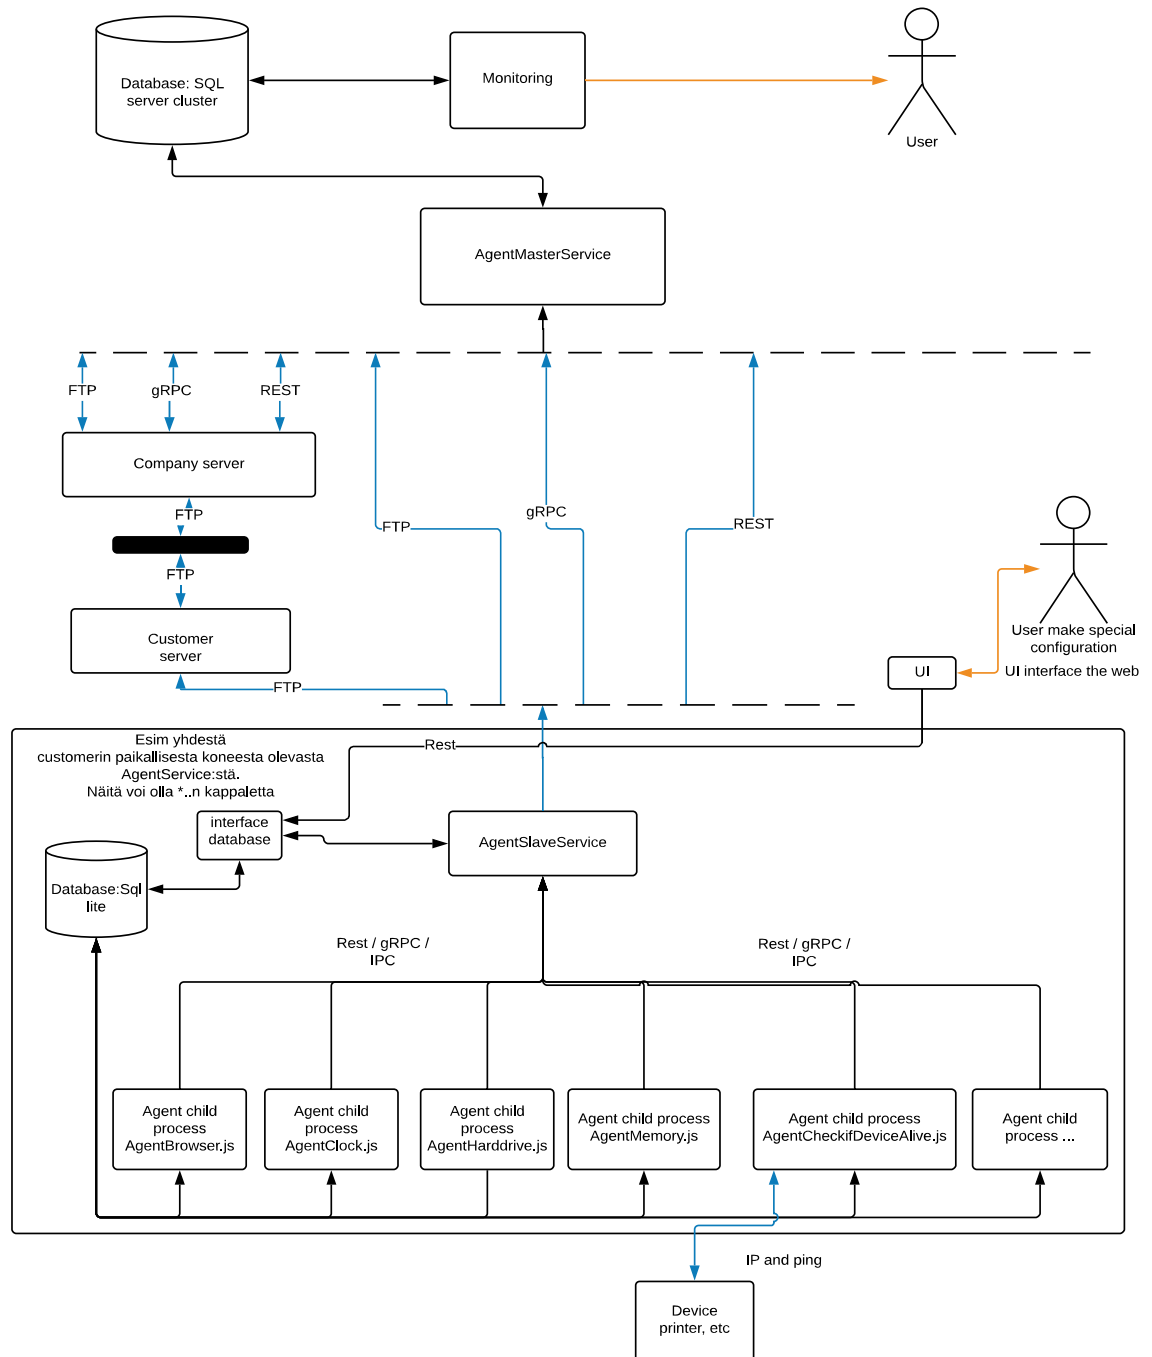 Database: SQL
server cluster
Monitoring
User
AgentMasterService
FTP
gRPC
REST
Company server
FTP
FTP
gRPC
REST
FTP
Customer
server
User make special
configuration
UI interface the web
UI
FTP
Esim yhdestä
customerin paikallisesta koneesta olevasta
AgentService:stä.
Näitä voi olla *..n kappaletta
Rest
interface
database
AgentSlaveService
Database:Sql
lite
Rest / gRPC /
IPC
Rest / gRPC /
IPC
Agent child
process
AgentBrowser.js
Agent child
process
AgentClock.js
Agent child
process
AgentHarddrive.js
Agent child process
AgentMemory.js
Agent child process
AgentCheckifDeviceAlive.js
Agent child
process ...
IP and ping
Device
printer, etc